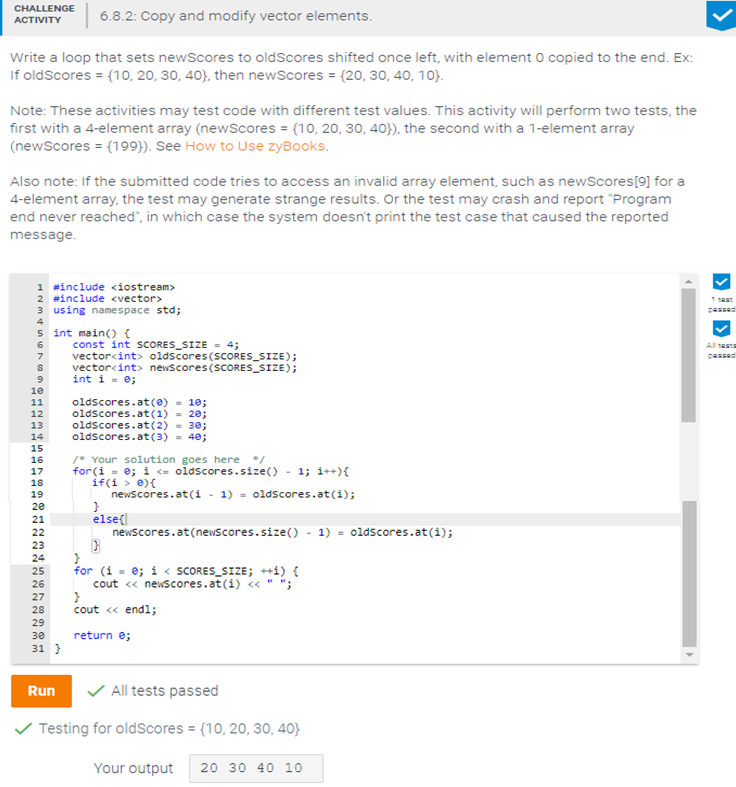 CHALLENGE
ACTIVITY
6.8.2: Copy and modify vector elements.
Write a loop that sets newScores to oldScores shifted once left, with element 0 copied to the end. Ex:
If oldScores = {10, 20, 30, 40}, then newScores = {20, 30, 40, 10}.
Note: These activities may test code with different test values. This activity will perform two tests, the
first with a 4-element array (newScores = {10, 20, 30, 40}), the second with a 1-element array
(newScores = {199}). See How to Use zyBooks.
Also note: If the submitted code tries to access an invalid array element, such as newScores[9] for a
4-element array, the test may generate strange results. Or the test may crash and report "Program
end never reached", in which case the system doesn't print the test case that caused the reported
message.
1 #include <iostream>
2 #include <vector>
3 using namespace std;
4
5 int main() {
6 const int SCORES_SIZE = 4;
7 vector<int> oldScores(SCORES_SIZE);
8 vector<int> newScores(SCORES_SIZE);
9 int i = 0;
10
11 oldScores.at(0) = 10;
12 oldScores.at(1) = 20;
13 oldScores.at(2) = 30;
14 oldScores.at(3) = 40;
15
16 /* Your solution goes here */
17 for(i = 0; i <= oldScores.size() - 1; i++){
18 if(i > 0){
19 newScores.at(i - 1) = oldScores.at(i);
20 }
21 else{
22 newScores.at(newScores.size() - 1) = oldScores.at(i);
23 }
24 }
25 for (i = 0; i < SCORES_SIZE; ++i) {
26 cout << newScores.at(i) << " ";
27 }
28 cout << endl;
29
30 return 0;
31 }
1 test
passed
All tests
passed
Run
All tests passed
Testing for oldScores = {10, 20, 30, 40}
Your output
20 30 40 10